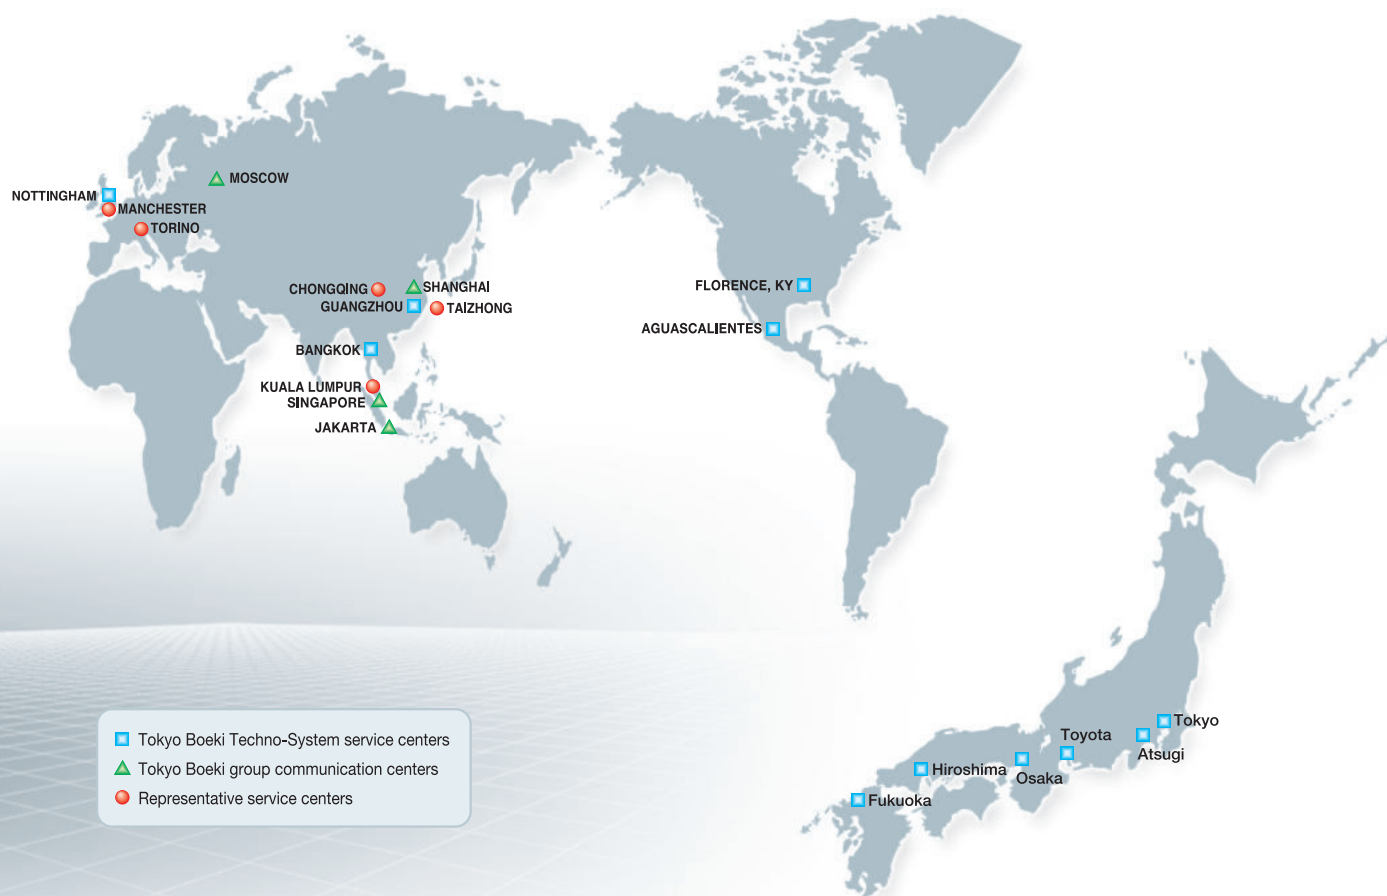 MOSCOW
NOTTINGHAM
MANCHESTER
TORINO
CHONGQING
SHANGHAI
GUANGZHOU
TAIZHONG
BANGKOK
KUALA LUMPUR
SINGAPORE
JAKARTA
FLORENCE, KY
AGUASCALIENTES
Tokyo
Toyota
Atsugi
Hiroshima
Osaka
Fukuoka
Tokyo Boeki Techno-System service centers
Tokyo Boeki group communication centers
Representative service centers